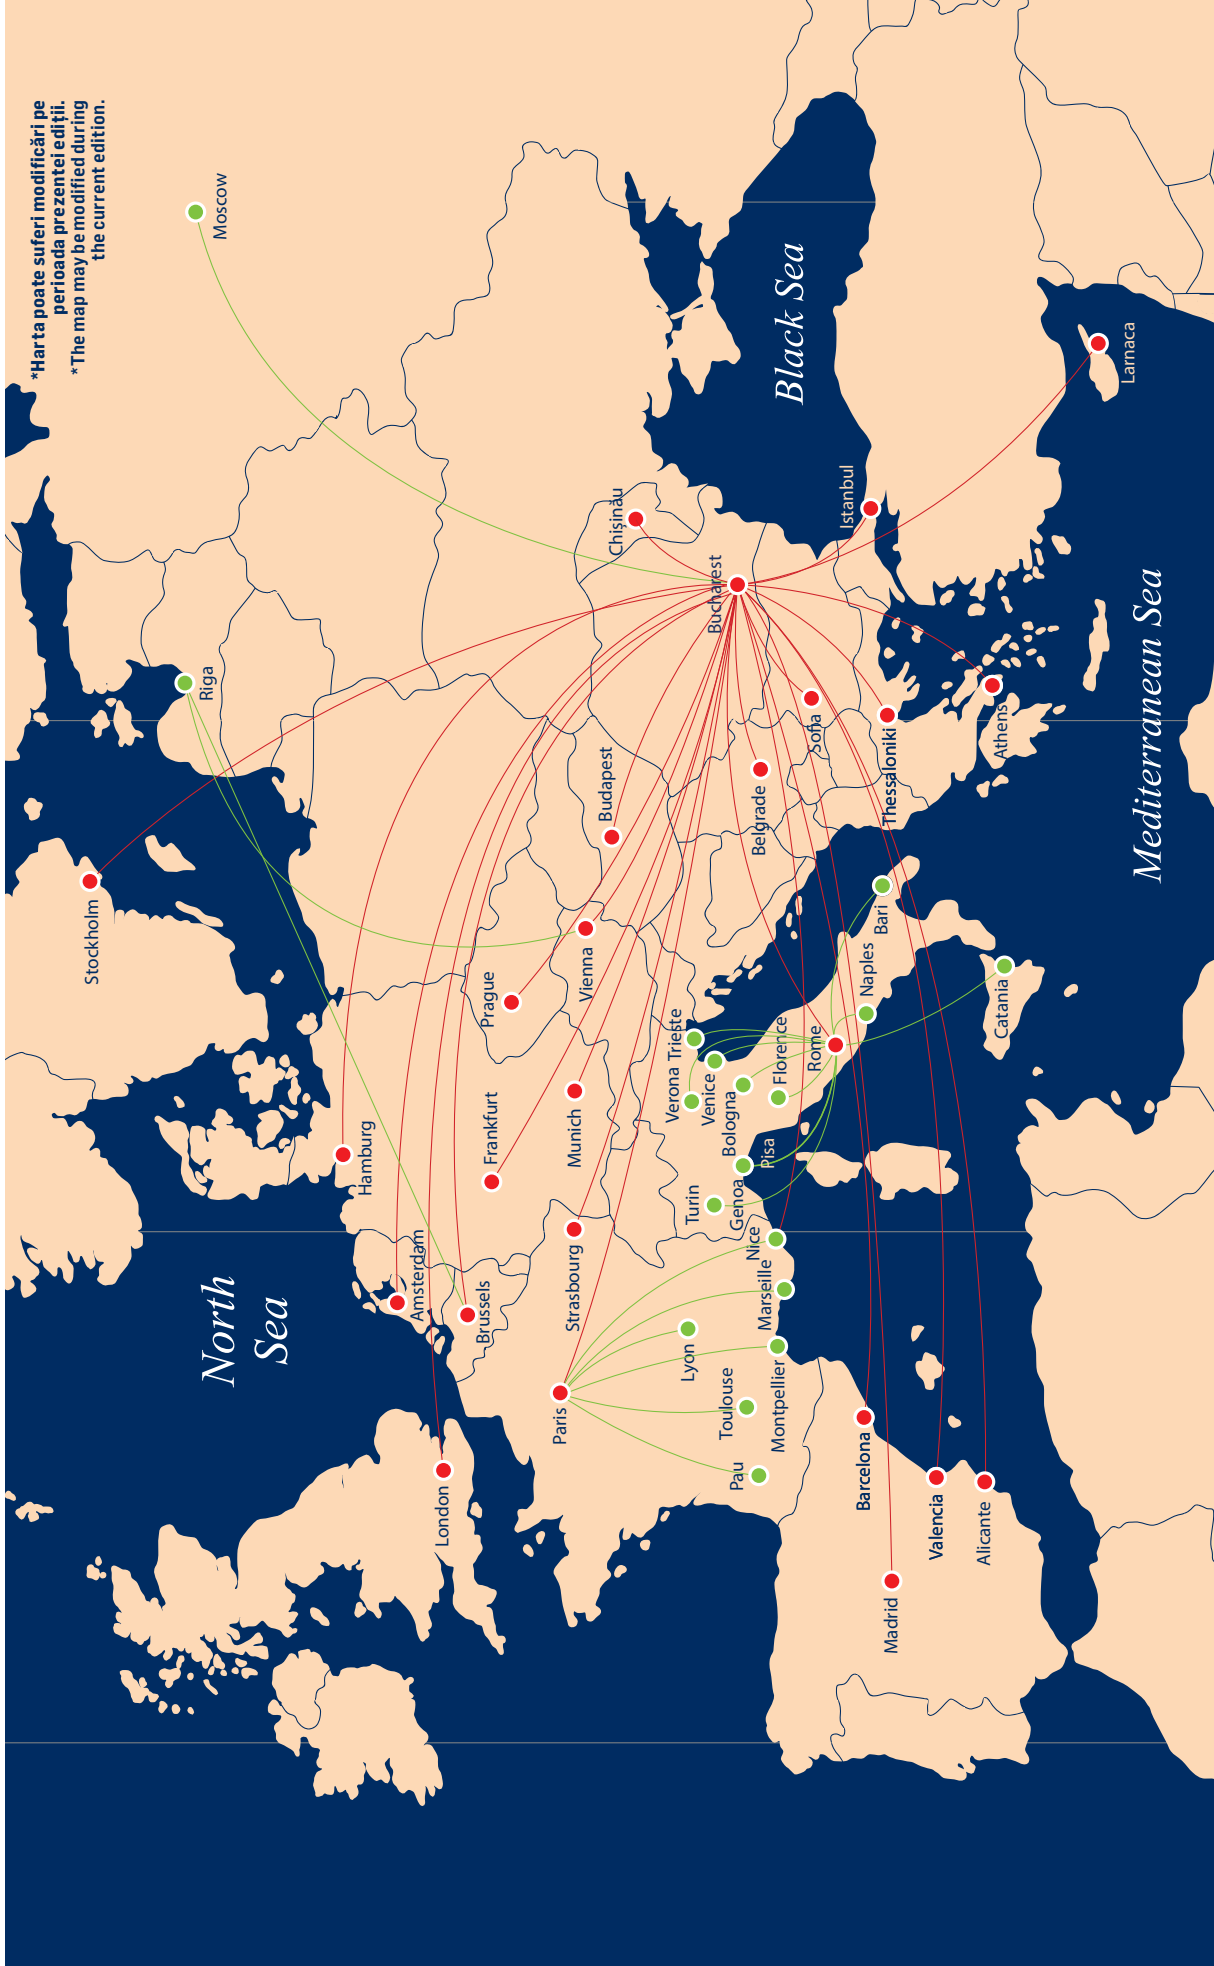 *Harta poate suferi modificări pe
perioada prezentei ediții.
*The map may be modified during
the current edition.
Moscow
Riga
Stockholm
North
Sea
Hamburg
Amsterdam
London
Brussels
Frankfurt
Prague
Paris
Strasbourg
Munich
Vienna
Budapest
Chișinău
Bucharest
Black Sea
Lyon
Turin
Verona
Trieste
Venice
Bologna
Genoa
Pisa
Florence
Nice
Marseille
Montpellier
Toulouse
Pau
Belgrade
Sofia
Istanbul
Rome
Naples
Bari
Thessaloniki
Barcelona
Madrid
Valencia
Alicante
Catania
Athens
Larnaca
Mediterranean Sea